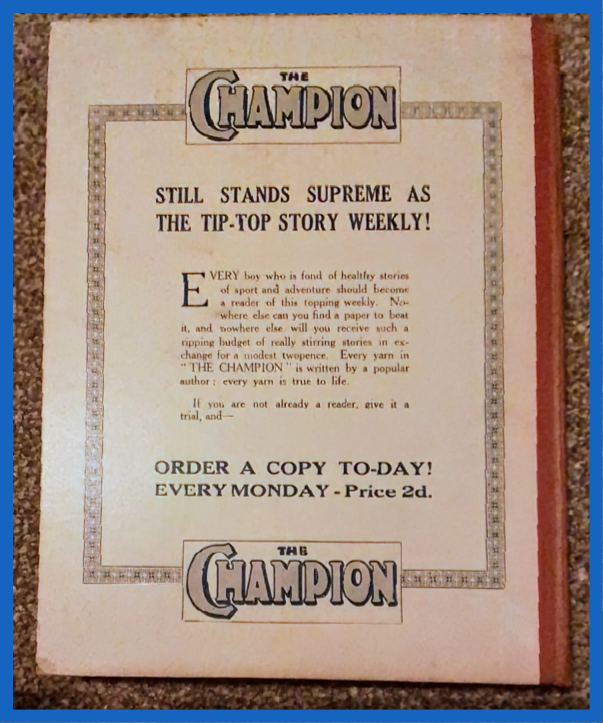 THE
CHAMPION
STILL STANDS SUPREME AS
THE TIP-TOP STORY WEEKLY!
EVERY boy who is fond of healthy stories
of sport and adventure should become
a reader of this topping weekly. No-
where else can you find a paper to beat
it, and nowhere else will you receive such a
ripping budget of really stirring stories in ex-
change for a modest twopence. Every yarn in
"THE CHAMPION" is written by a popular
author; every yarn is true to life.
If you are not already a reader, give it a
trial, and—
ORDER A COPY TO-DAY!
EVERY MONDAY - Price 2d.
THE
CHAMPION